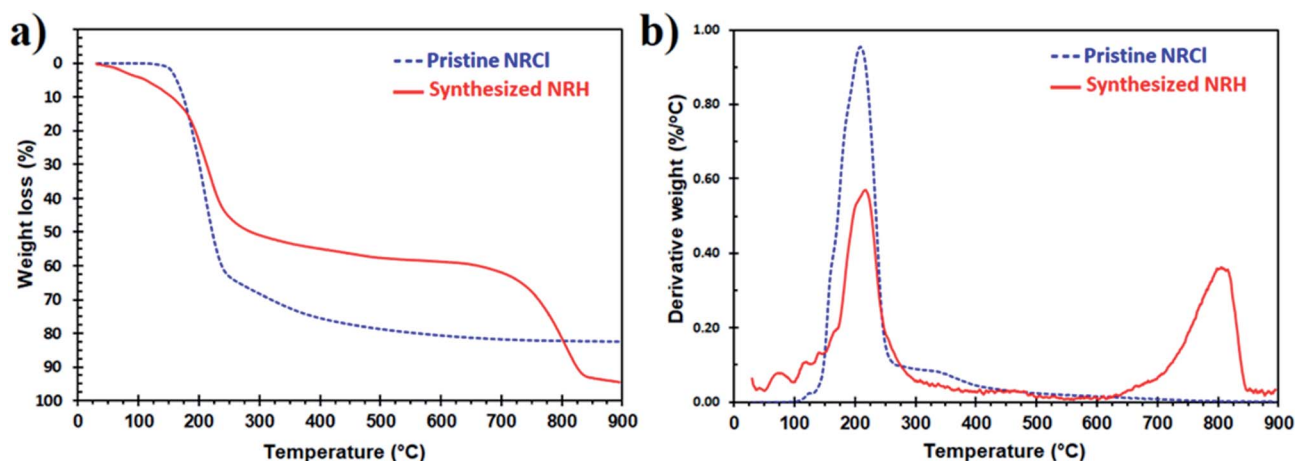 a)
Pristine NRCl
Synthesized NRH
Weight loss (%)
0
10
20
30
40
50
60
70
80
90
100
0 100 200 300 400 500 600 700 800 900
Temperature (°C)
b)
Pristine NRCl
Synthesized NRH
Derivative weight (%/°C)
1.00
0.80
0.60
0.40
0.20
0.00
0 100 200 300 400 500 600 700 800 900
Temperature (°C)